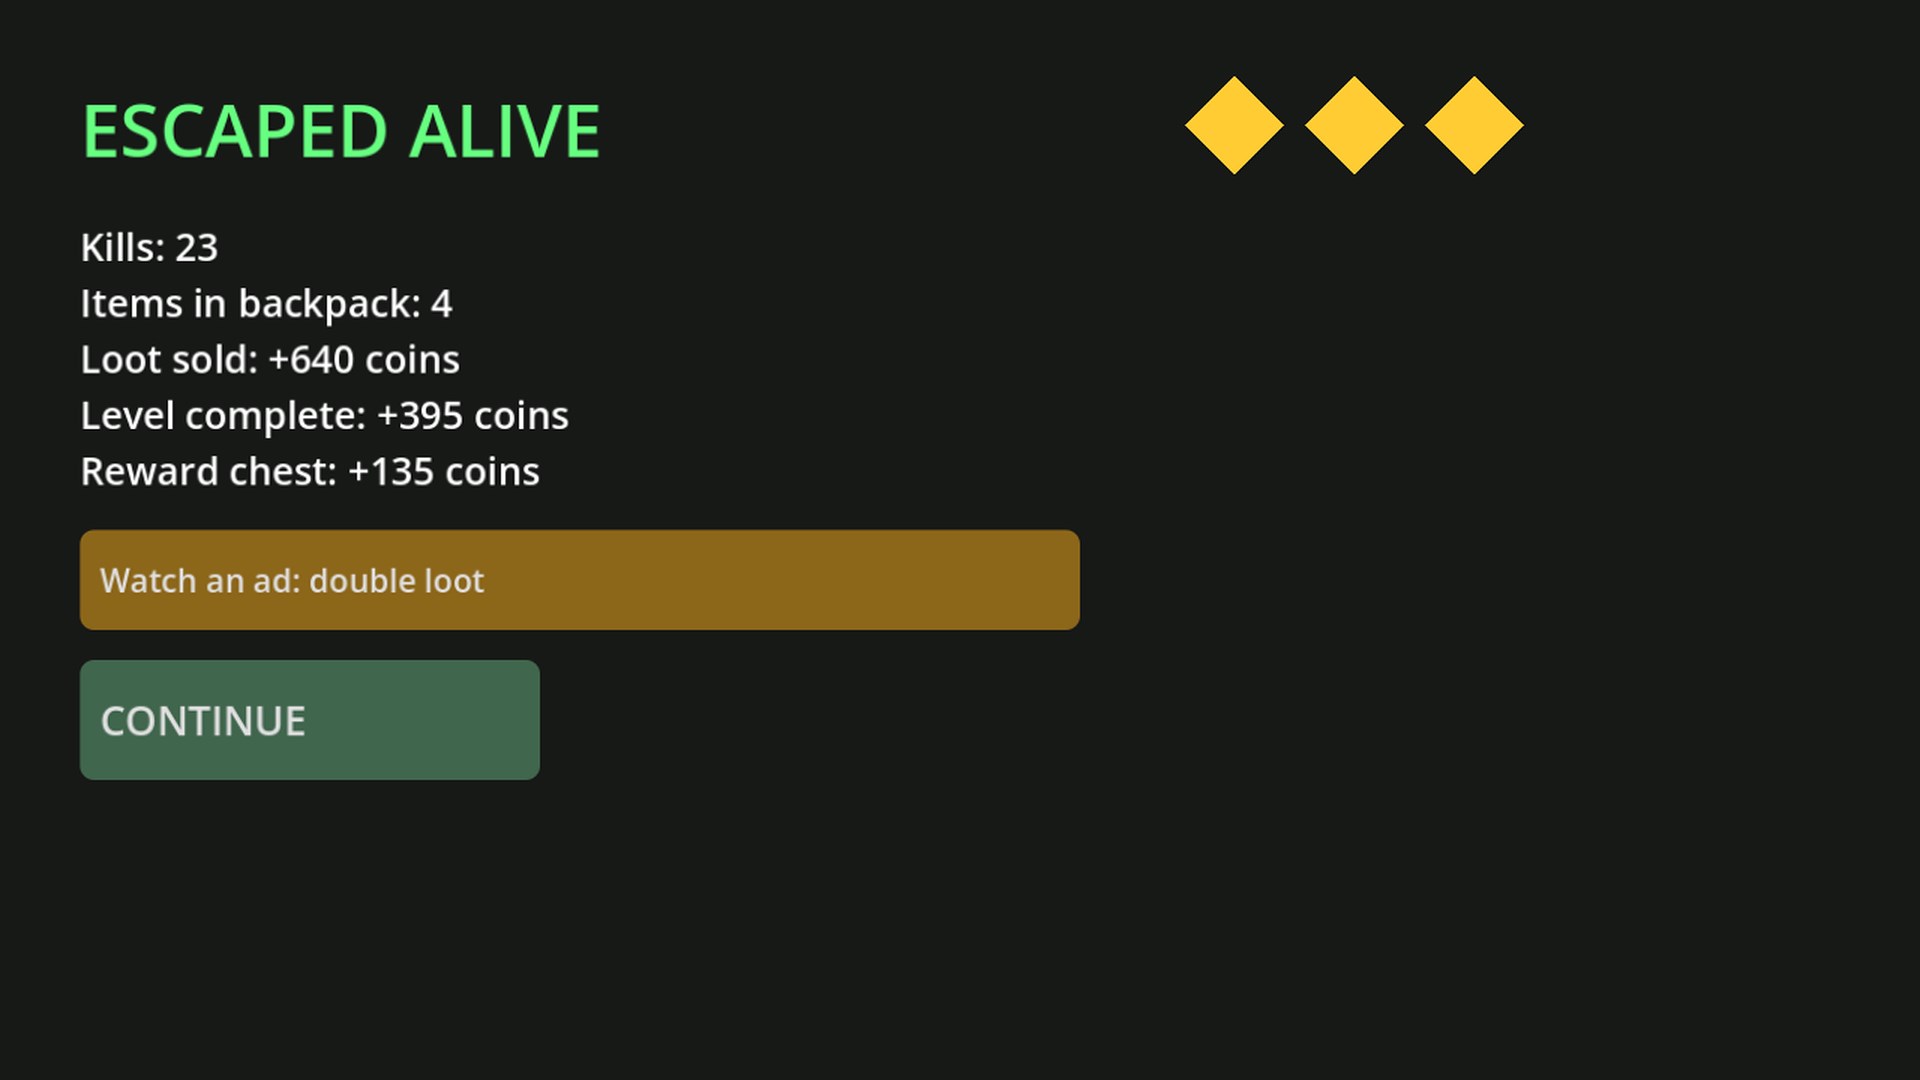 ESCAPED ALIVE
Kills: 23
Items in backpack: 4
Loot sold: +640 coins
Level complete: +395 coins
Reward chest: +135 coins
Watch an ad: double loot
CONTINUE